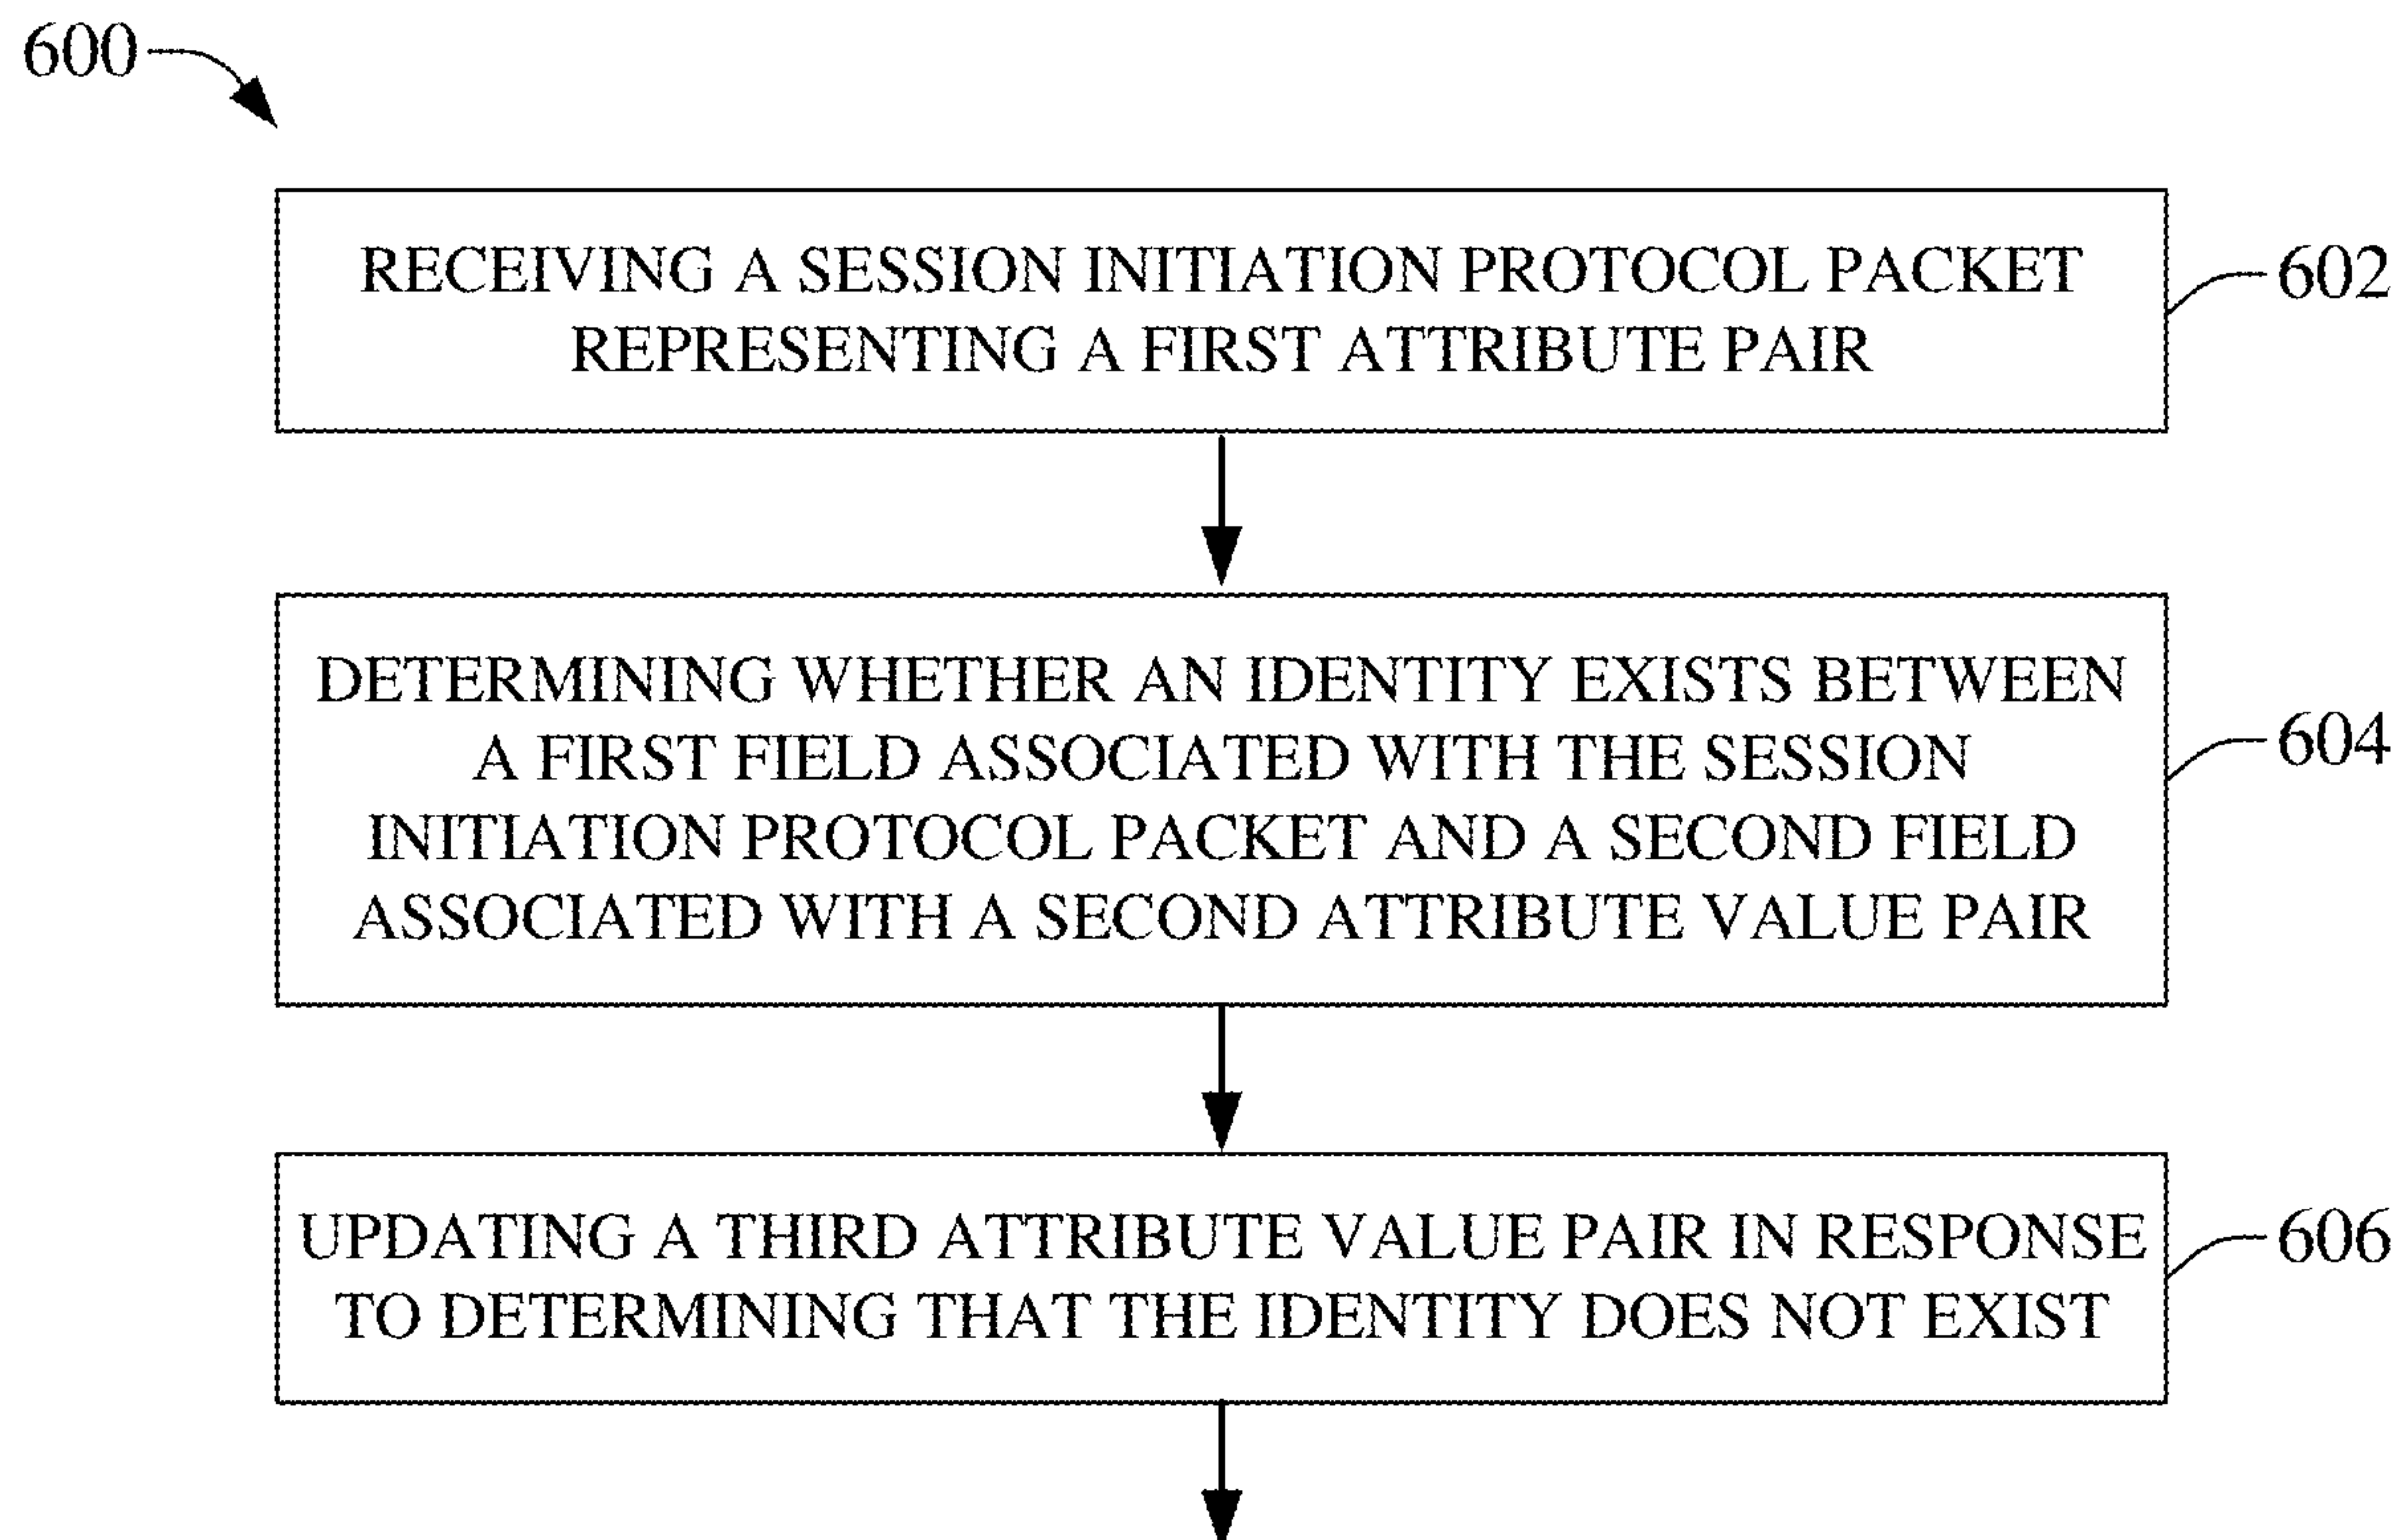 600
RECEIVING A SESSION INITIATION PROTOCOL PACKET
REPRESENTING A FIRST ATTRIBUTE PAIR
602
DETERMINING WHETHER AN IDENTITY EXISTS BETWEEN
A FIRST FIELD ASSOCIATED WITH THE SESSION
INITIATION PROTOCOL PACKET AND A SECOND FIELD
ASSOCIATED WITH A SECOND ATTRIBUTE VALUE PAIR
604
UPDATING A THIRD ATTRIBUTE VALUE PAIR IN RESPONSE
TO DETERMINING THAT THE IDENTITY DOES NOT EXIST
606